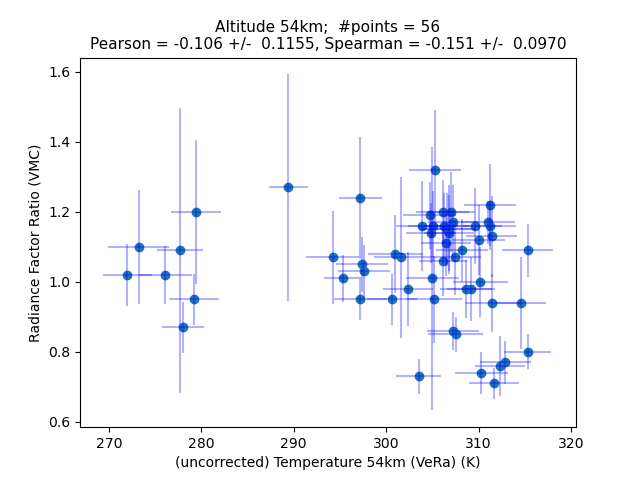 Altitude 54km;  #points = 56
Pearson = -0.106 +/-  0.1155, Spearman = -0.151 +/-  0.0970
1.6
1.4
1.2
1.0
0.8
0.6
Radiance Factor Ratio (VMC)
270 280 290 300 310 320
(uncorrected) Temperature 54km (VeRa) (K)